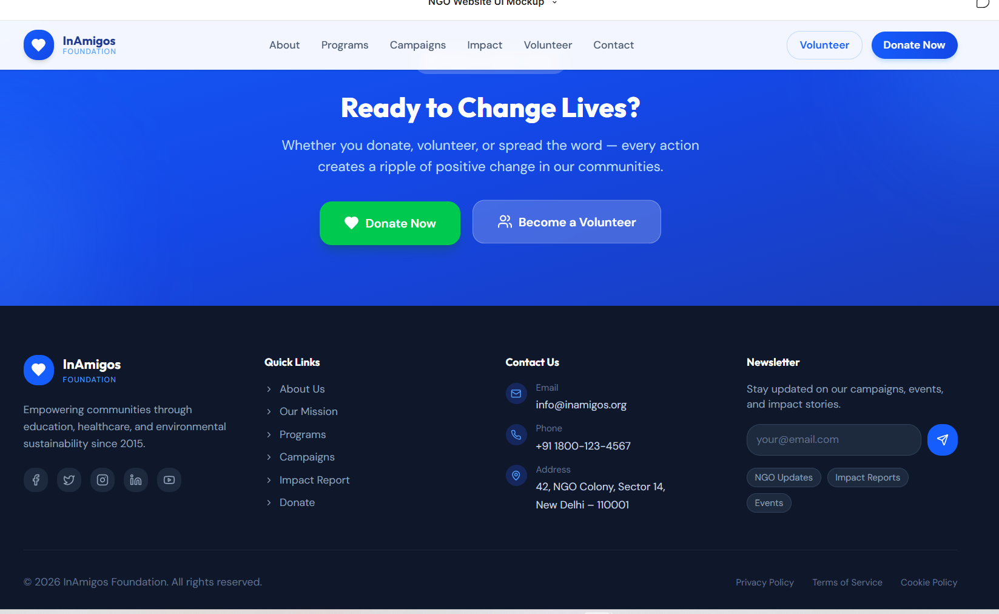 NGO Website UI Mockup
InAmigos
FOUNDATION
About
Programs
Campaigns
Impact
Volunteer
Contact
Volunteer
Donate Now
Ready to Change Lives?
Whether you donate, volunteer, or spread the word — every action
creates a ripple of positive change in our communities.
Donate Now
Become a Volunteer
InAmigos
FOUNDATION
Empowering communities through
education, healthcare, and environmental
sustainability since 2015.
Quick Links
About Us
Our Mission
Programs
Campaigns
Impact Report
Donate
Contact Us
Email
info@inamigos.org
Phone
+91 1800-123-4567
Address
42, NGO Colony, Sector 14,
New Delhi – 110001
Newsletter
Stay updated on our campaigns, events,
and impact stories.
your@email.com
NGO Updates
Impact Reports
Events
© 2026 InAmigos Foundation. All rights reserved.
Privacy Policy
Terms of Service
Cookie Policy